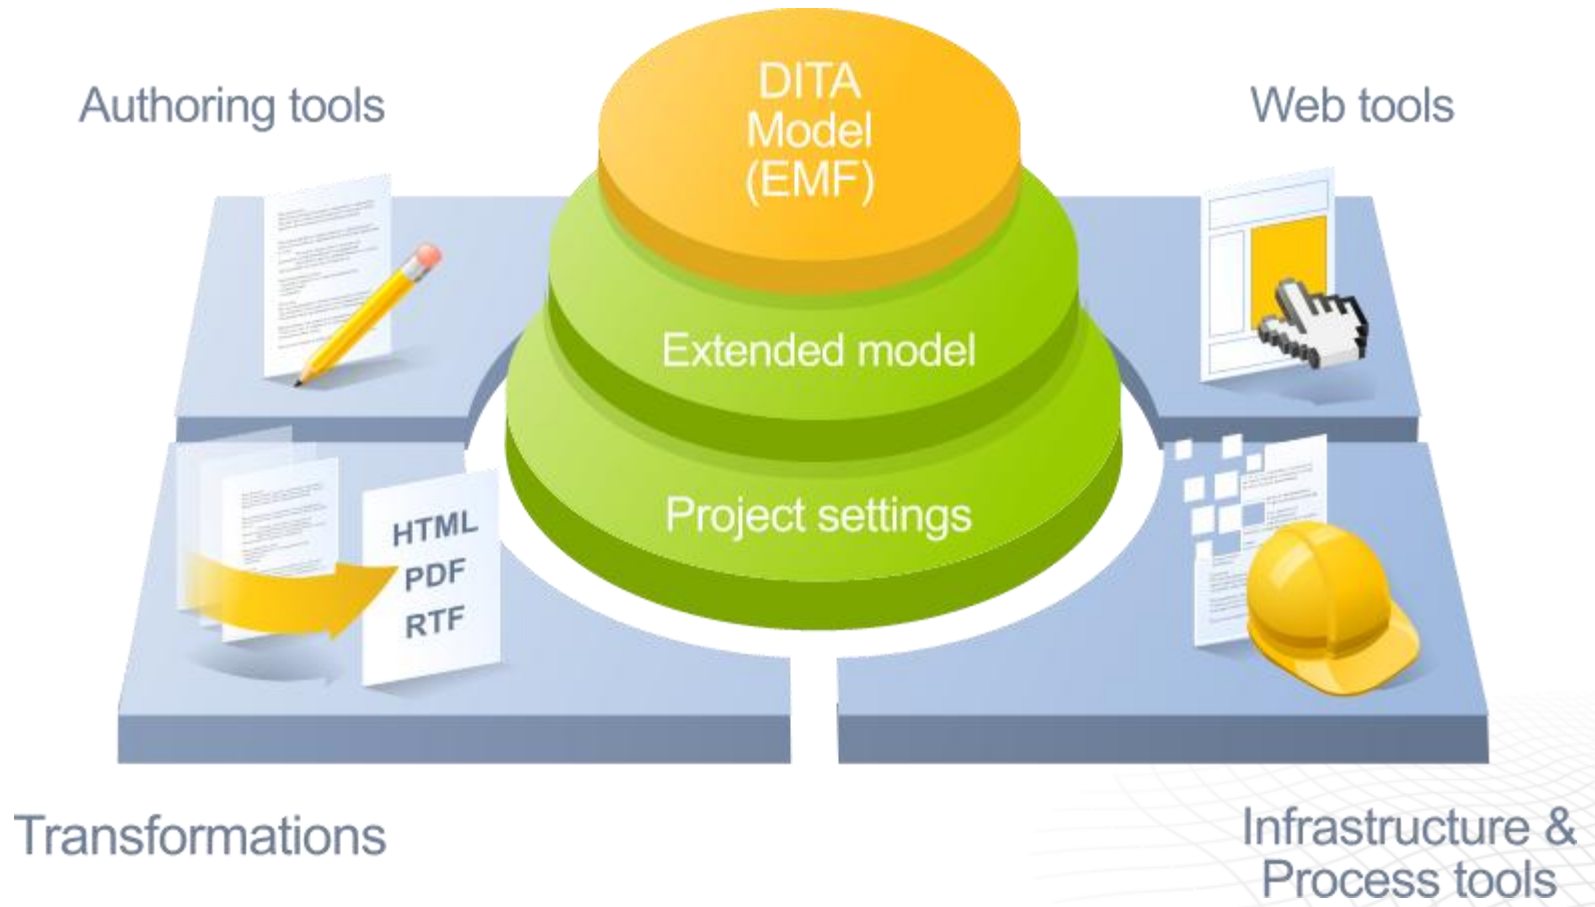 Authoring tools
DITA
Model
(EMF)
Web tools
Extended model
Project settings
HTML
PDF
RTF
Transformations
Infrastructure &
Process tools